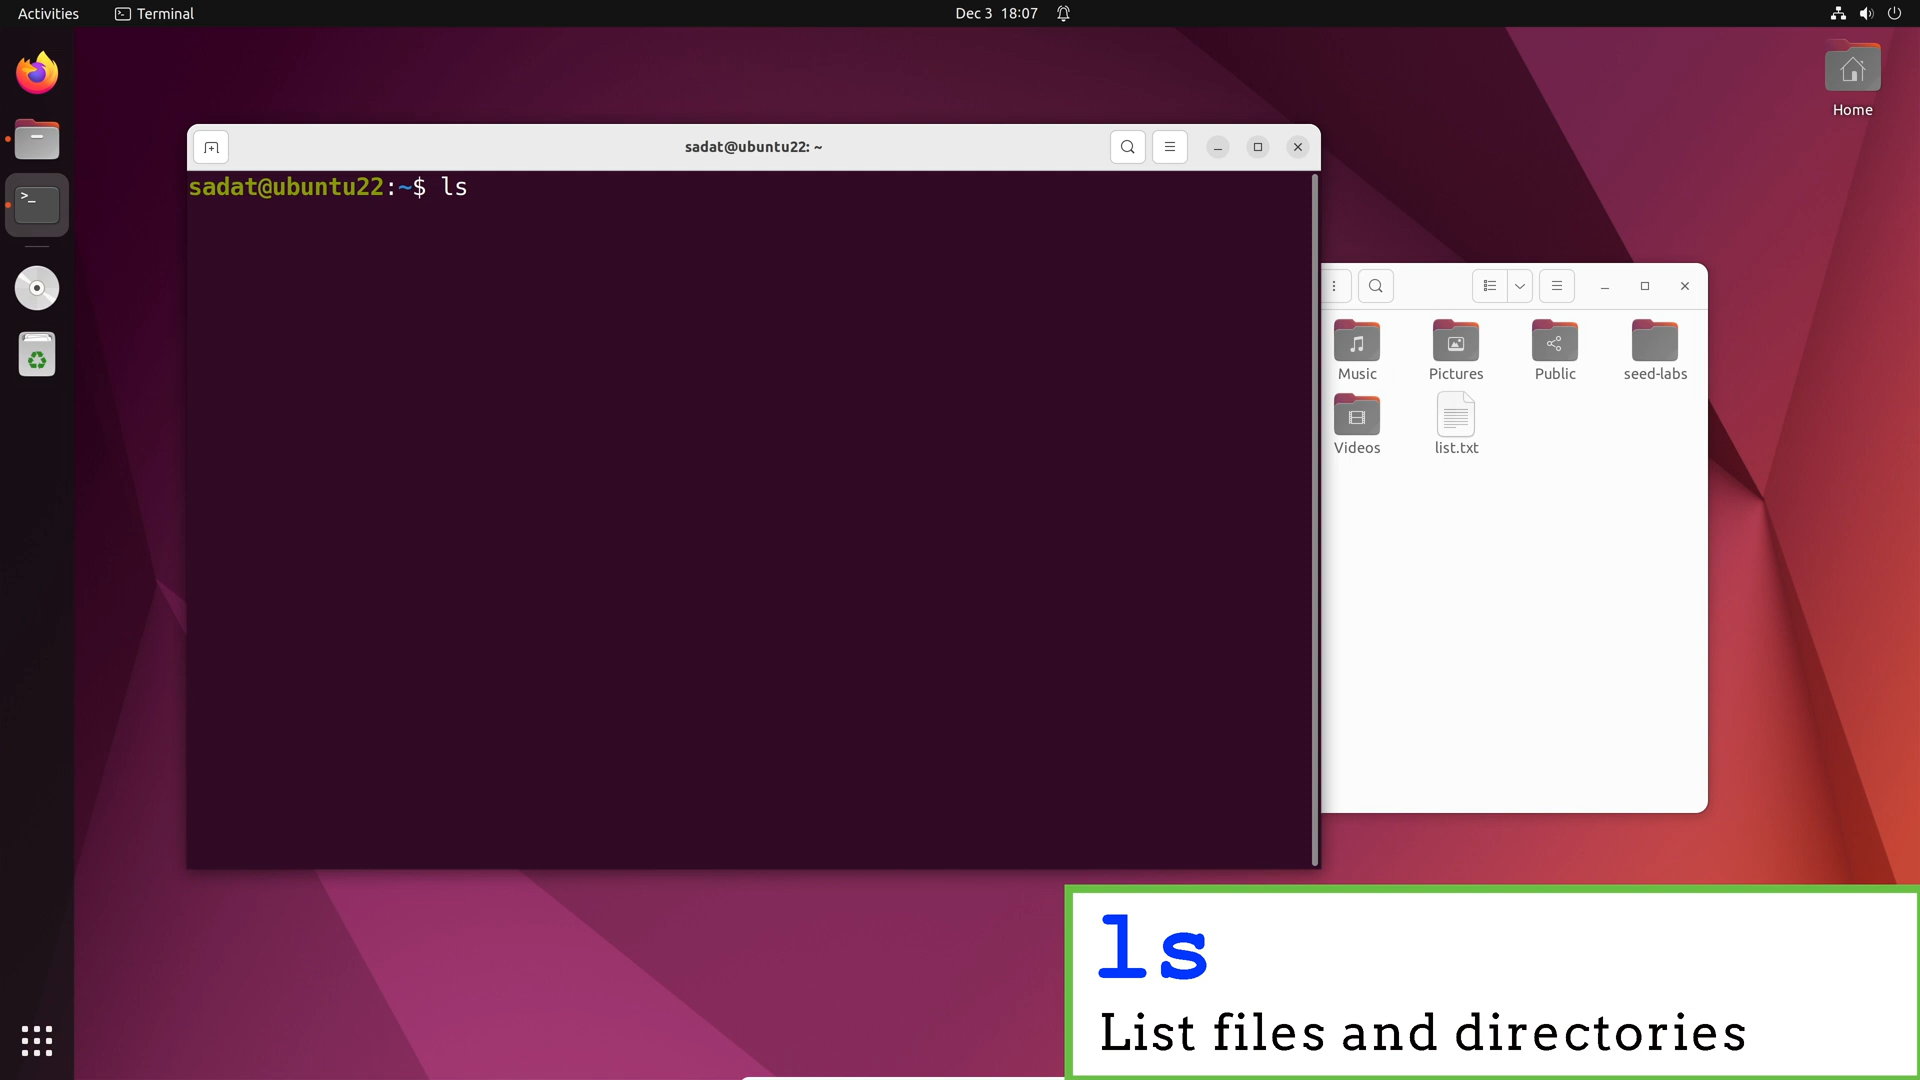 Activities
Terminal
Dec 3 18:07
Home
sadat@ubuntu22: ~
sadat@ubuntu22:~$ ls
Music
Pictures
Public
seed-labs
Videos
list.txt
ls
List files and directories